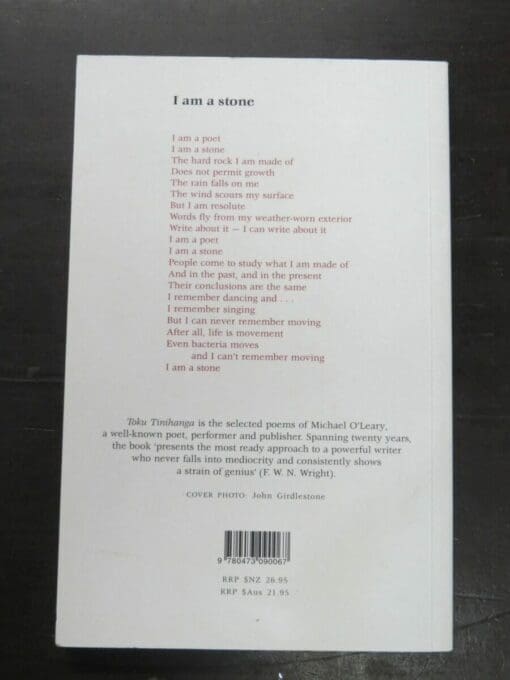 I am a stone
I am a poet
I am a stone
The hard rock I am made of
Does not permit growth
The rain falls on me
The wind scours my surface
But I am resolute
Words fly from my weather-worn exterior
Write about it — I can write about it
I am a poet
I am a stone
People come to study what I am made of
And in the past, and in the present
Their conclusions are the same
I remember dancing and . . .
I remember singing
But I can never remember moving
After all, life is movement
Even bacteria moves
and I can't remember moving
I am a stone
Toku Tinihanga is the selected poems of Michael O'Leary,
a well-known poet, performer and publisher. Spanning twenty years,
the book 'presents the most ready approach to a powerful writer
who never falls into mediocrity and consistently shows
a strain of genius' (F. W. N. Wright).
COVER PHOTO: John Girdlestone
9 780473 090067
RRP $NZ 26.95
RRP $Aus 21.95